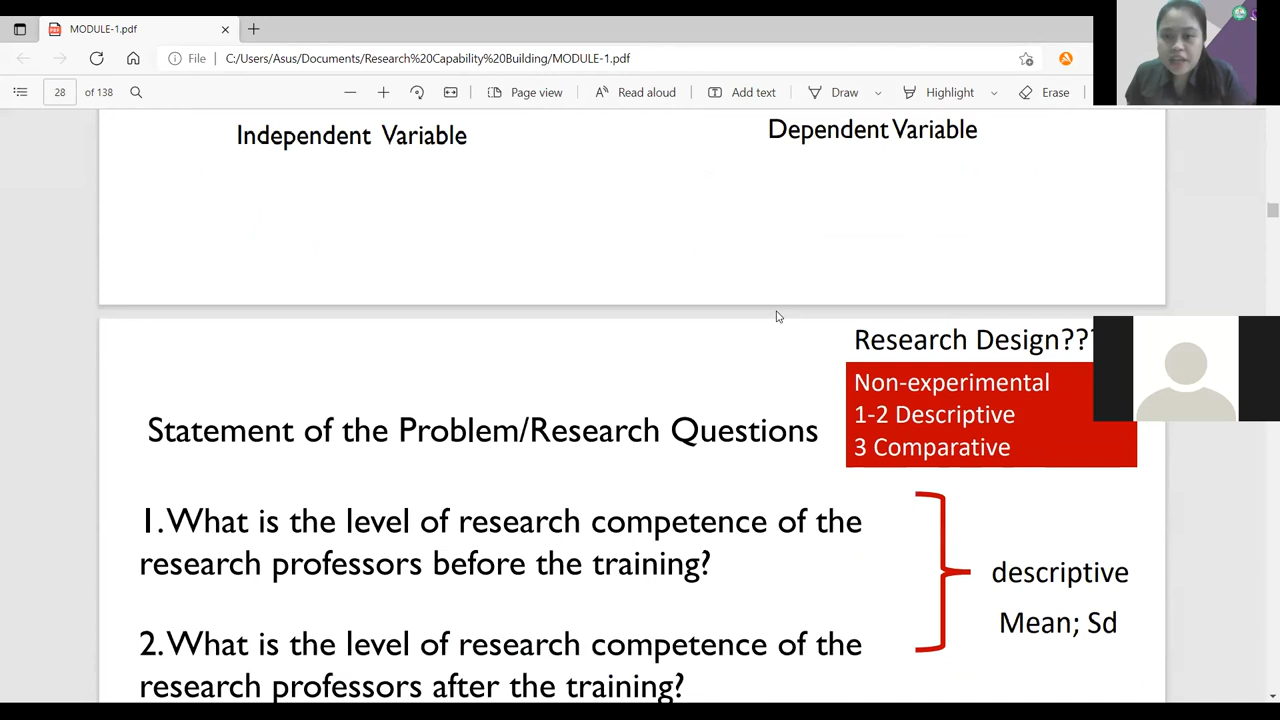 MODULE-1.pdf
File
C:/Users/Asus/Documents/Research%20Capability%20Building/MODULE-1.pdf
28 of 138
Page view
Read aloud
Add text
Draw
Highlight
Erase
Independent Variable
Dependent Variable
Research Design???
Non-experimental
1-2 Descriptive
3 Comparative
Statement of the Problem/Research Questions
1. What is the level of research competence of the
research professors before the training?
descriptive
Mean; Sd
2. What is the level of research competence of the
research professors after the training?